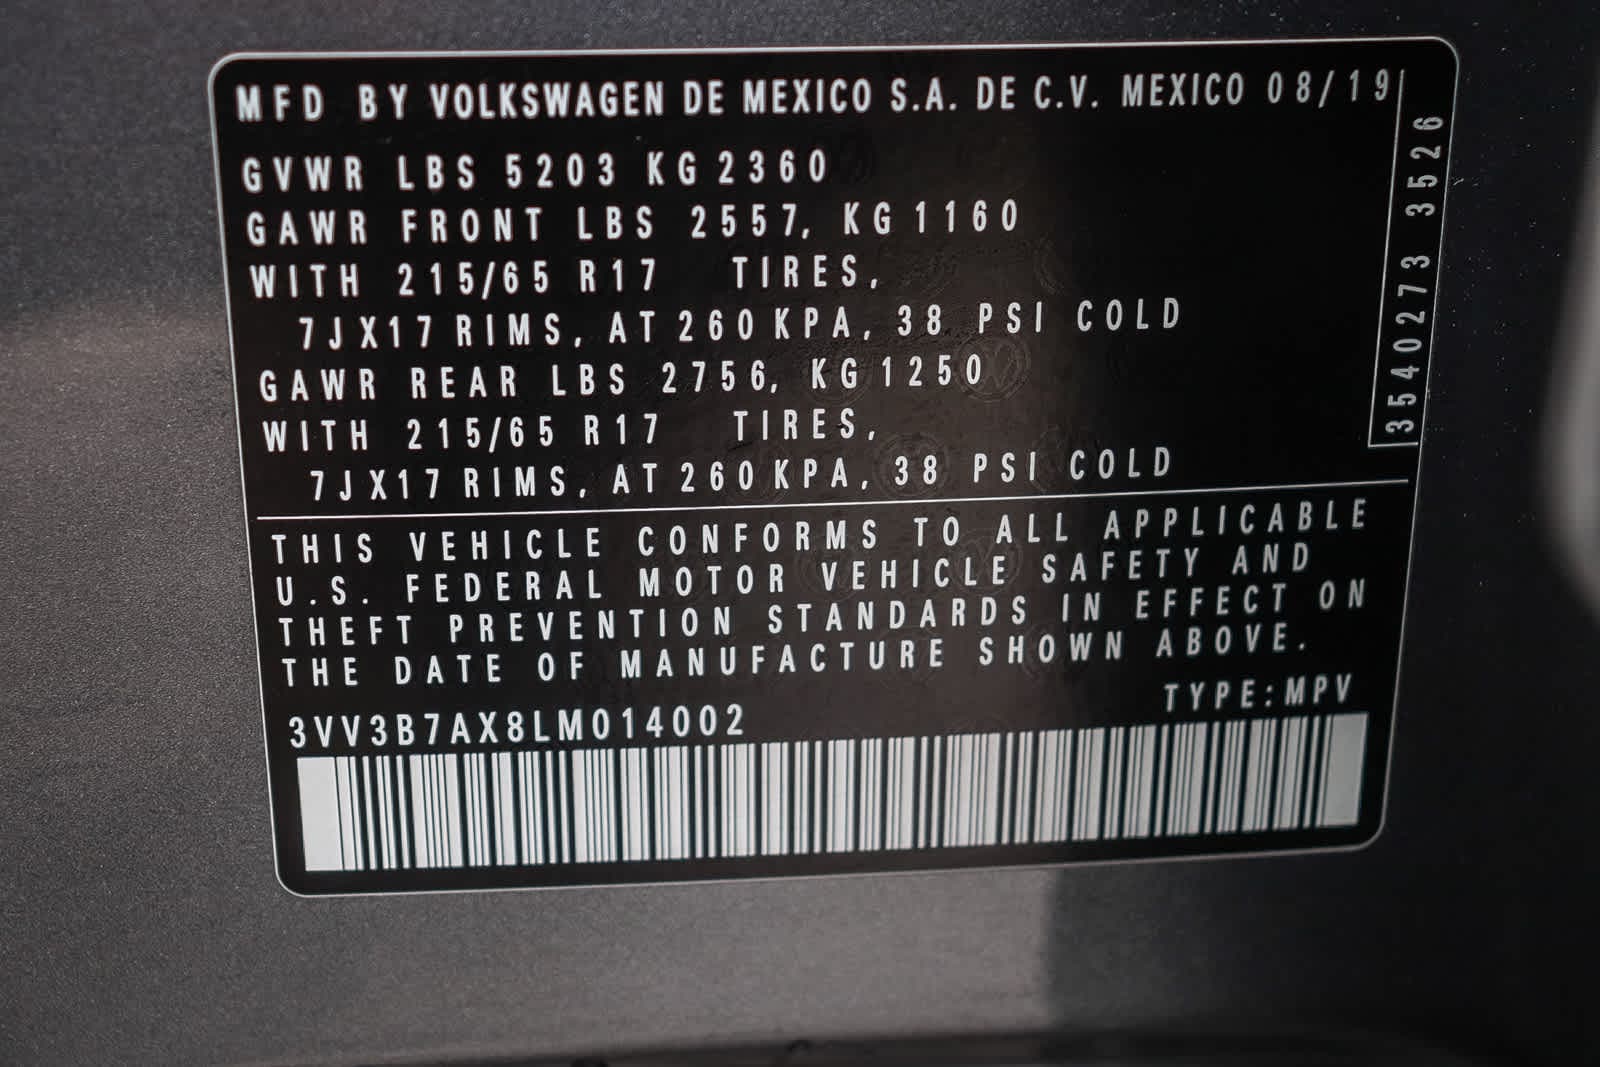 MFD BY VOLKSWAGEN DE MEXICO S.A. DE C.V. MEXICO 08/19
GVWR LBS 5203 KG 2360
GAWR FRONT LBS 2557, KG 1160
WITH 215/65 R17 TIRES,
7JX17 RIMS, AT 260 KPA, 38 PSI COLD
GAWR REAR LBS 2756, KG 1250
WITH 215/65 R17 TIRES,
7JX17 RIMS, AT 260 KPA, 38 PSI COLD
3540273 3526
THIS VEHICLE CONFORMS TO ALL APPLICABLE
U.S. FEDERAL MOTOR VEHICLE SAFETY AND
THEFT PREVENTION STANDARDS IN EFFECT ON
THE DATE OF MANUFACTURE SHOWN ABOVE.
3VV3B7AX8LM014002 TYPE:MPV